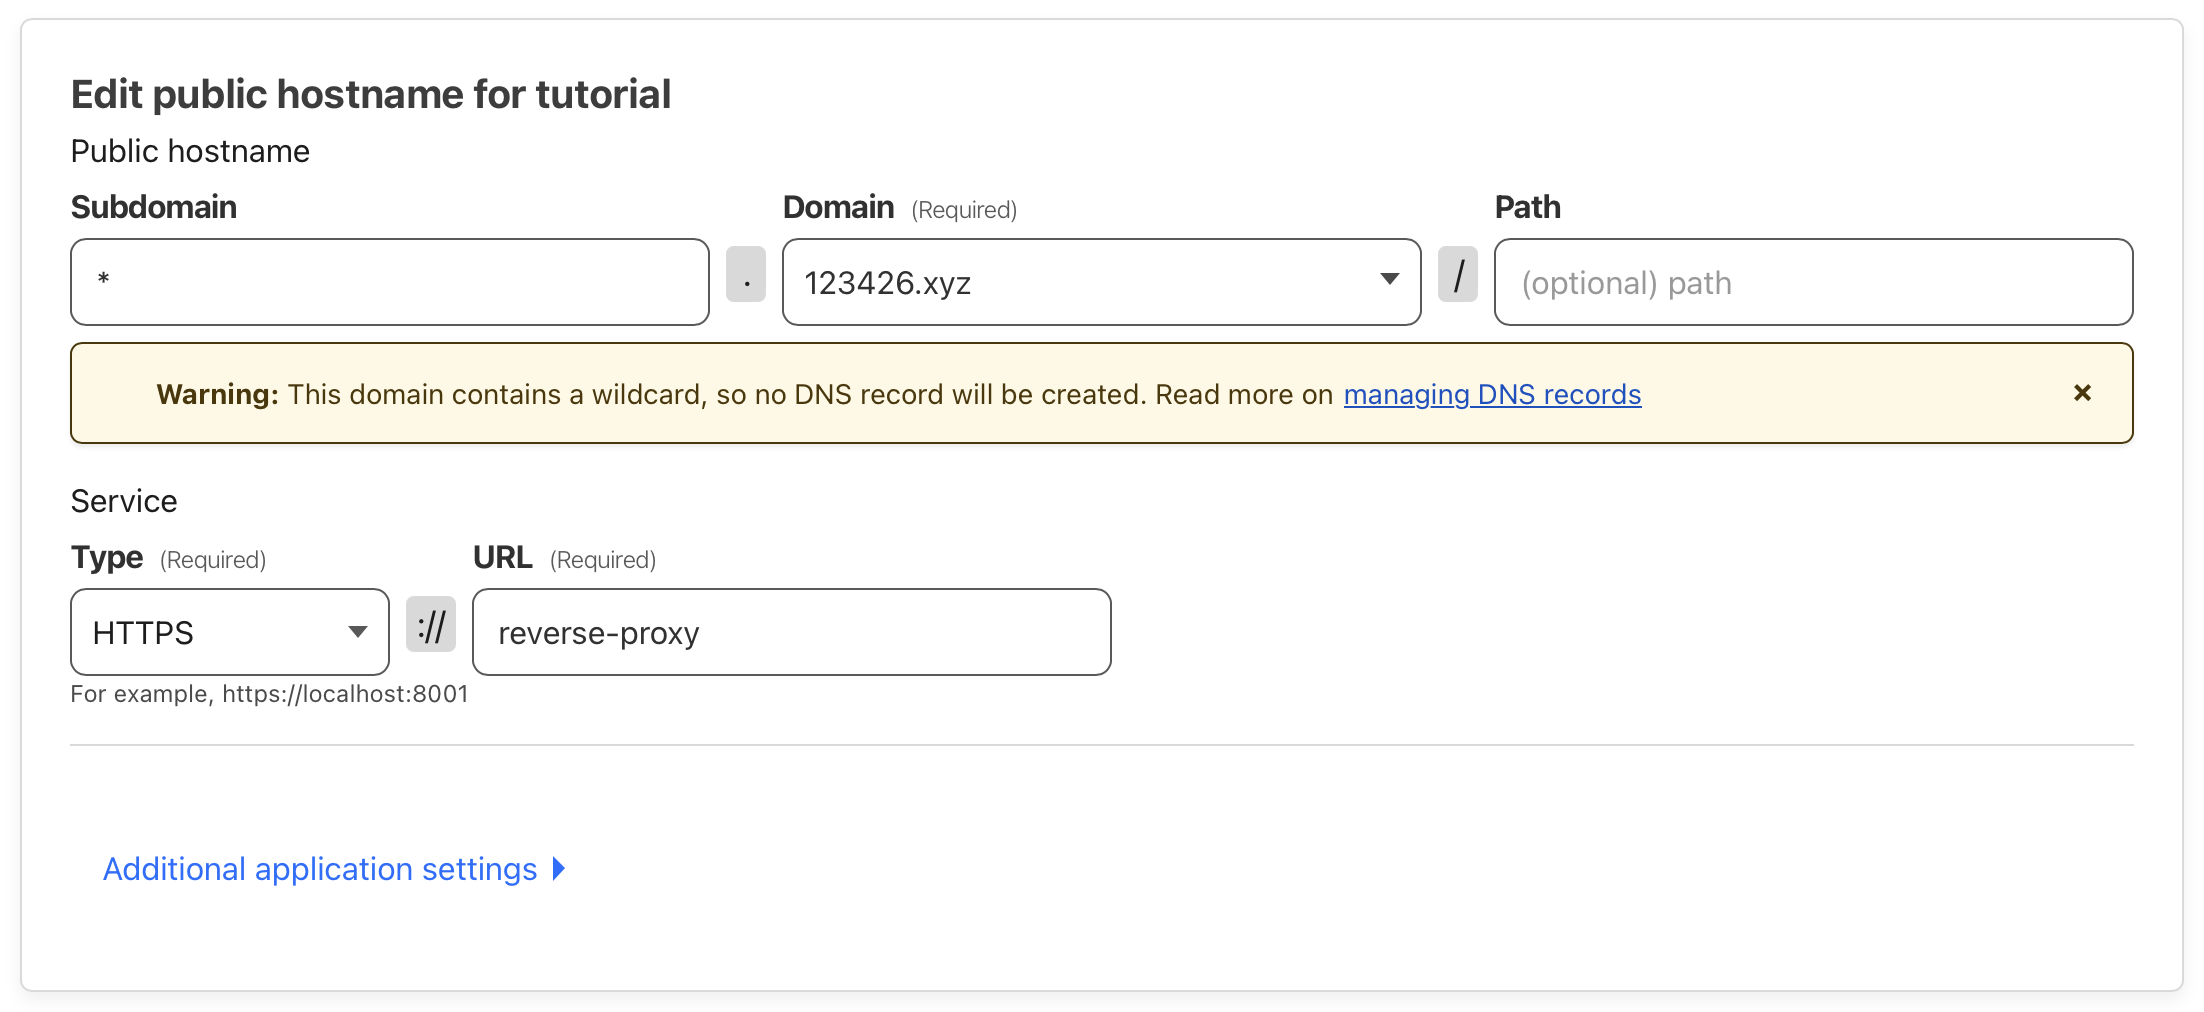 Edit public hostname for tutorial
Public hostname
Subdomain Domain (Required) Path
* . 123426.xyz / (optional) path
Warning: This domain contains a wildcard, so no DNS record will be created. Read more on managing DNS records ×
Service
Type (Required) URL (Required)
HTTPS :// reverse-proxy
For example, https://localhost:8001
Additional application settings